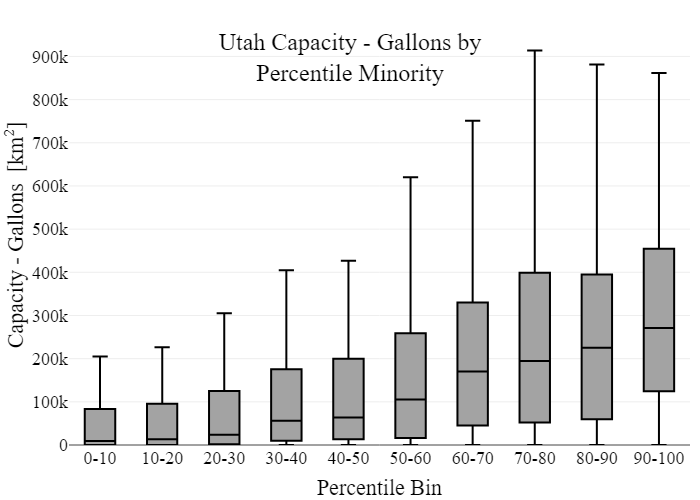 Utah Capacity - Gallons by
Percentile Minority
Capacity - Gallons [km²]
900k
800k
700k
600k
500k
400k
300k
200k
100k
0
0-10 10-20 20-30 30-40 40-50 50-60 60-70 70-80 80-90 90-100
Percentile Bin